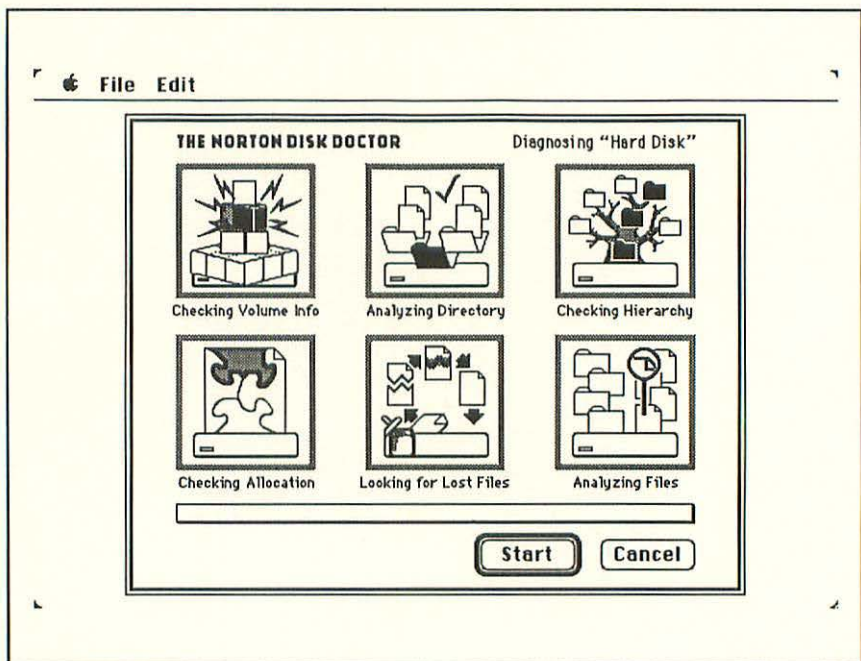 File Edit
THE NORTON DISK DOCTOR Diagnosing “Hard Disk”
Checking Volume Info Analyzing Directory Checking Hierarchy
Checking Allocation Looking for Lost Files Analyzing Files
Start Cancel